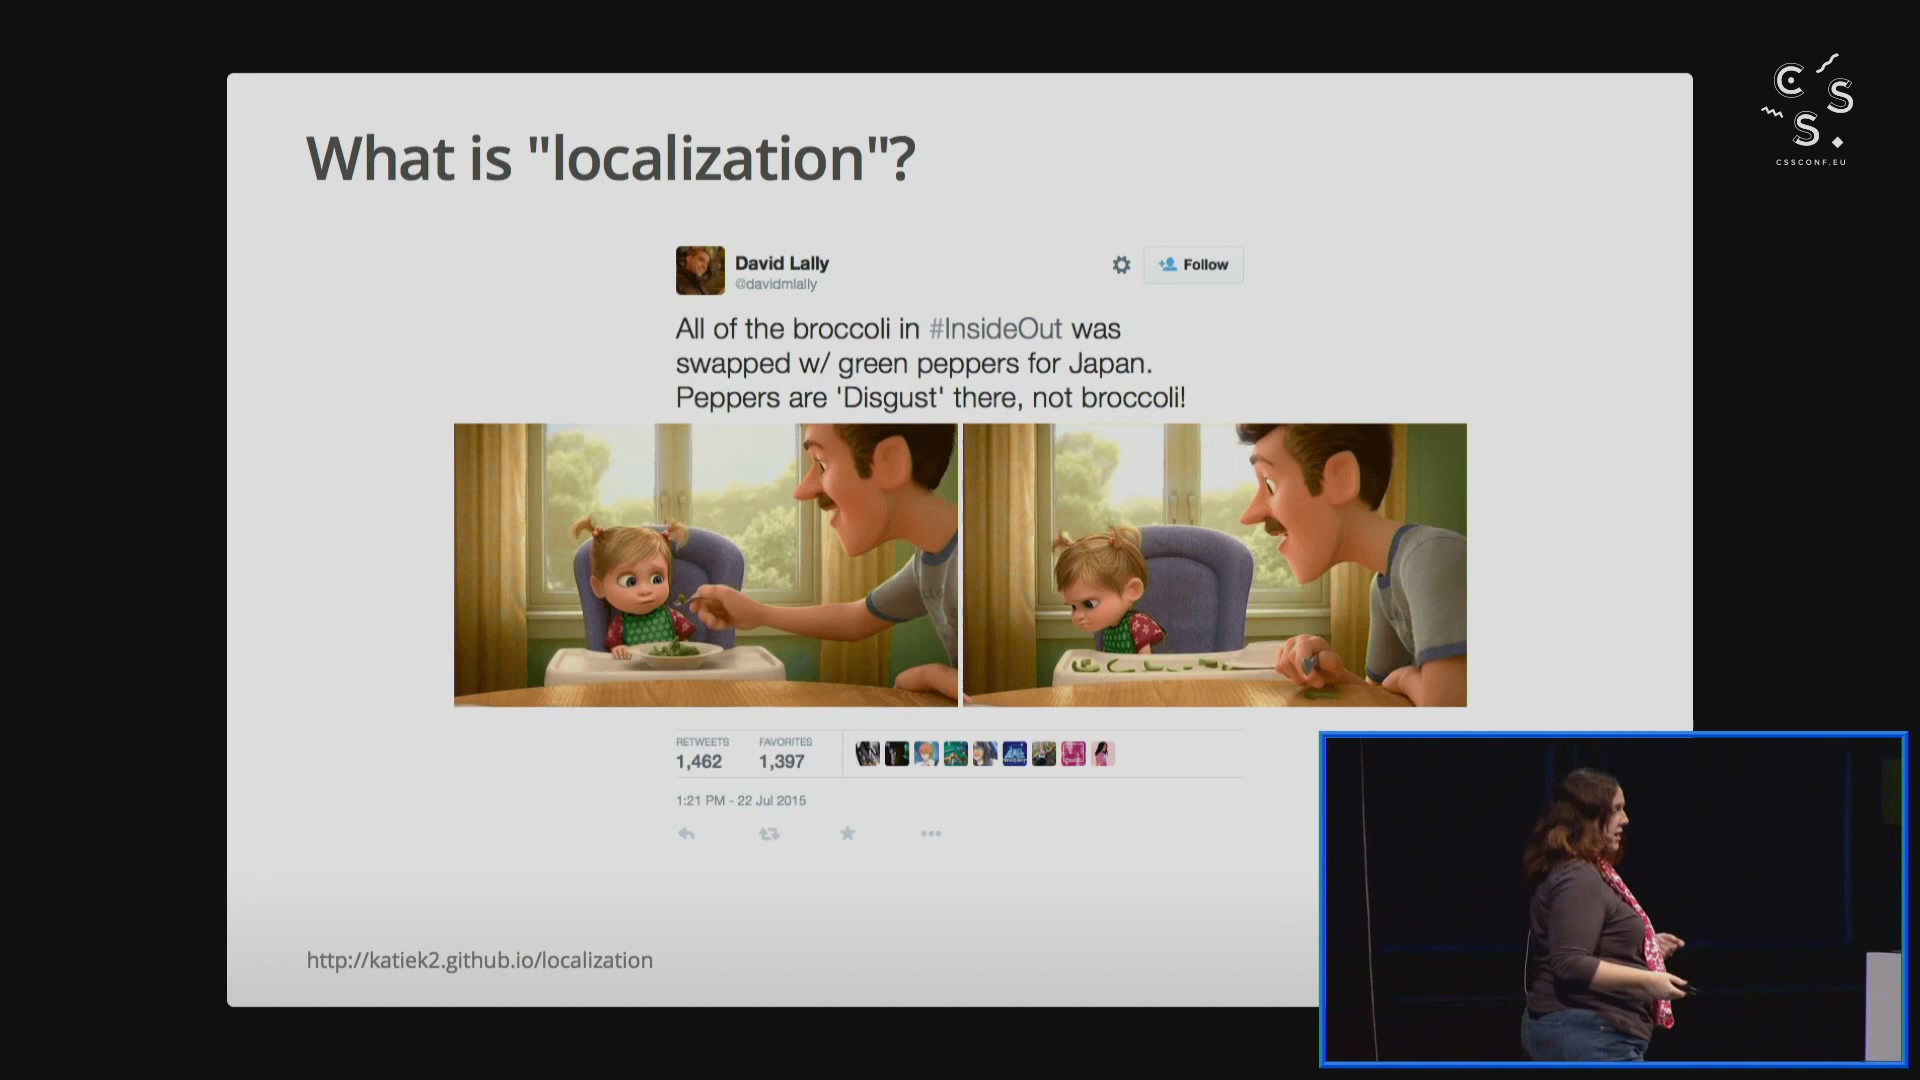 What is "localization"?
David Lally
@davidmlally
Follow
All of the broccoli in #InsideOut was
swapped w/ green peppers for Japan.
Peppers are 'Disgust' there, not broccoli!
RETWEETS
1,462
FAVORITES
1,397
1:21 PM - 22 Jul 2015
http://katiek2.github.io/localization
CSS.
CSSCONF.EU